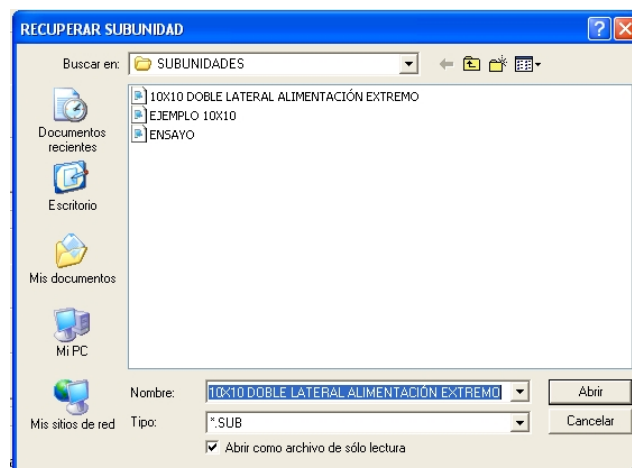 RECUPERAR SUBUNIDAD
Buscar en: SUBUNIDADES
10X10 DOBLE LATERAL ALIMENTACIÓN EXTREMO
EJEMPLO 10X10
ENSAYO
Documentos
recientes
Escritorio
Mis documentos
Mi PC
Mis sitios de red
Nombre: 10X10 DOBLE LATERAL ALIMENTACIÓN EXTREMO Abrir
Tipo: *.SUB Cancelar
Abrir como archivo de sólo lectura